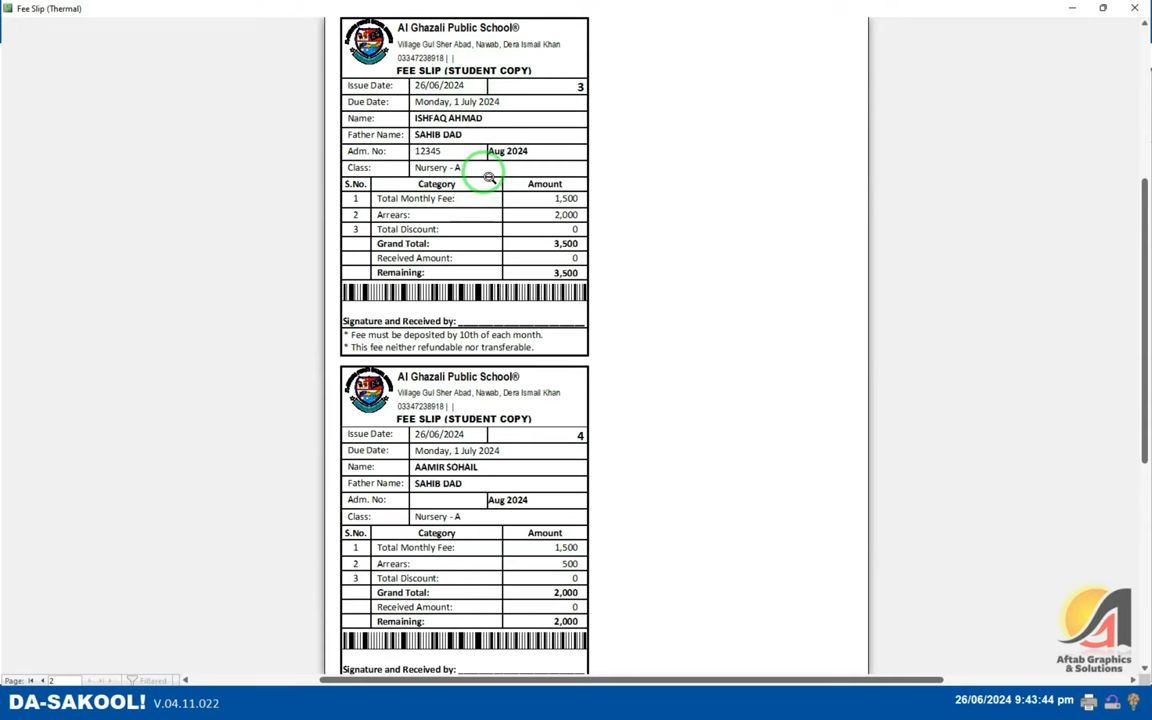 Fee Slip (Thermal)
Al Ghazali Public School®
Village Gul Sher Abad, Nawab, Dera Ismail Khan
03347238918 | |
FEE SLIP (STUDENT COPY)
Issue Date: 26/06/2024 3
Due Date: Monday, 1 July 2024
Name: ISHFAQ AHMAD
Father Name: SAHIB DAD
Adm. No: 12345 Aug 2024
Class: Nursery - A
S.No. Category Amount
1 Total Monthly Fee: 1,500
2 Arrears: 2,000
3 Total Discount: 0
Grand Total: 3,500
Received Amount: 0
Remaining: 3,500
Signature and Received by: ____________________
* Fee must be deposited by 10th of each month.
* This fee neither refundable nor transferable.
Al Ghazali Public School®
Village Gul Sher Abad, Nawab, Dera Ismail Khan
03347238918 | |
FEE SLIP (STUDENT COPY)
Issue Date: 26/06/2024 4
Due Date: Monday, 1 July 2024
Name: AAMIR SOHAIL
Father Name: SAHIB DAD
Adm. No: Aug 2024
Class: Nursery - A
S.No. Category Amount
1 Total Monthly Fee: 1,500
2 Arrears: 500
3 Total Discount: 0
Grand Total: 2,000
Received Amount: 0
Remaining: 2,000
Signature and Received by: ____________________
Aftab Graphics
& Solutions
Page: 2 Filtered
DA-SAKOOL! V.04.11.022 26/06/2024 9:43:44 pm